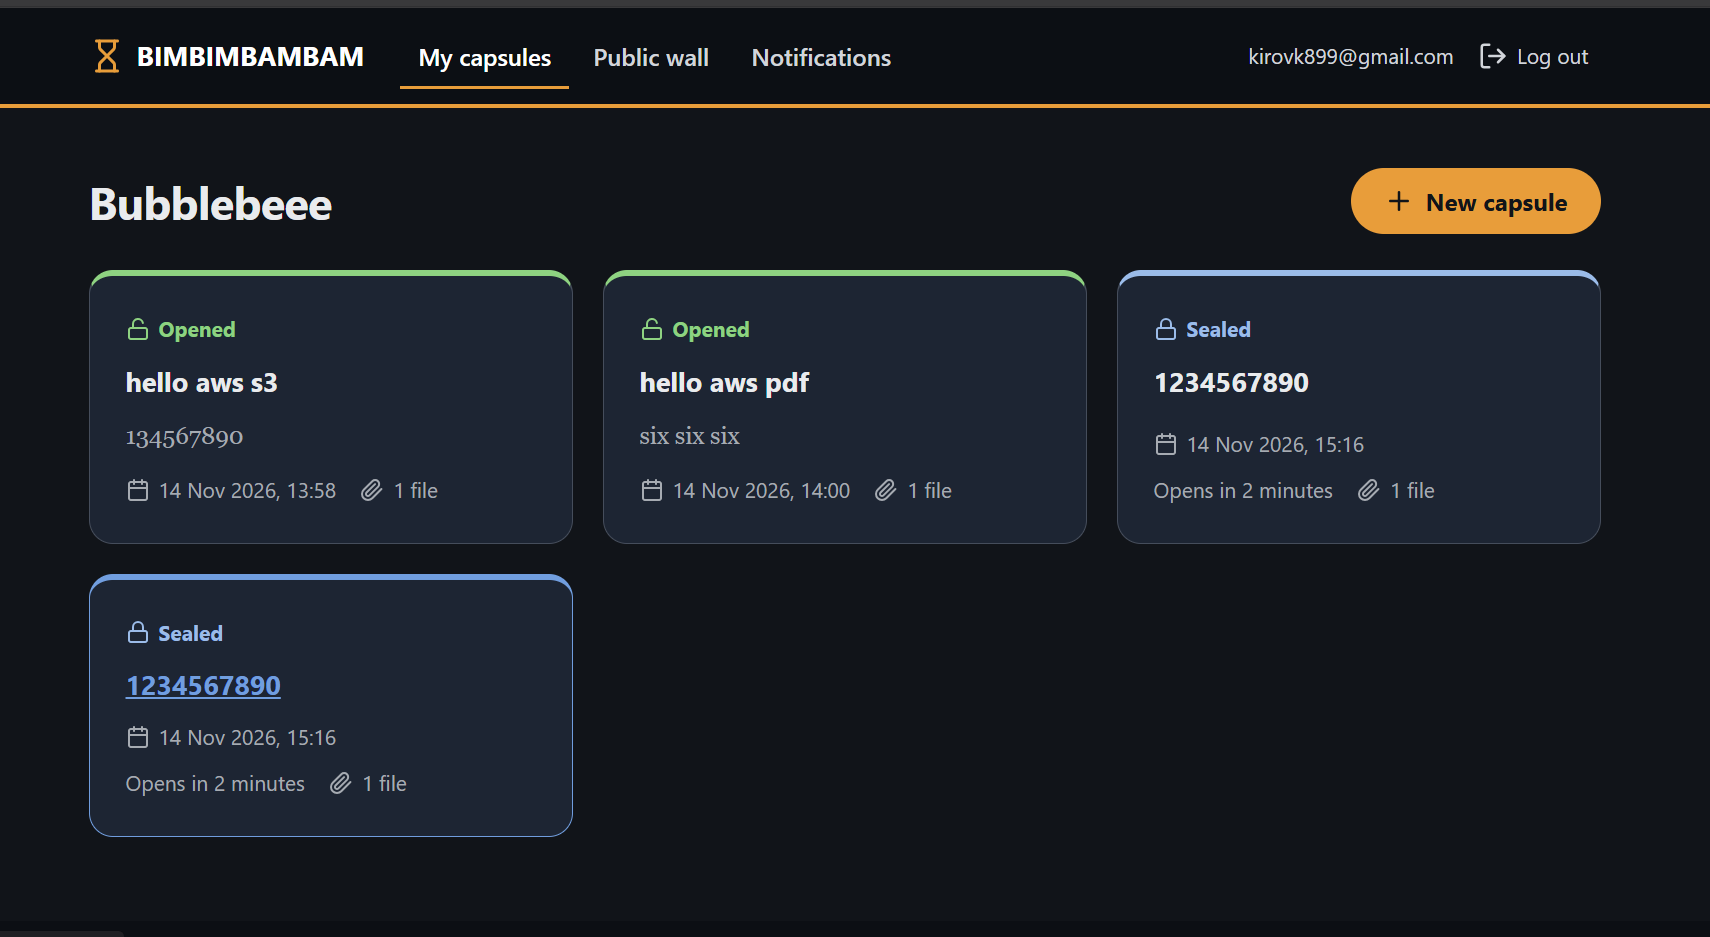 BIMBIMBAMBAM My capsules Public wall Notifications kirovk899@gmail.com Log out
Bubblebeee
New capsule
Opened
hello aws s3
134567890
14 Nov 2026, 13:58 1 file
Opened
hello aws pdf
six six six
14 Nov 2026, 14:00 1 file
Sealed
1234567890
14 Nov 2026, 15:16
Opens in 2 minutes 1 file
Sealed
1234567890
14 Nov 2026, 15:16
Opens in 2 minutes 1 file